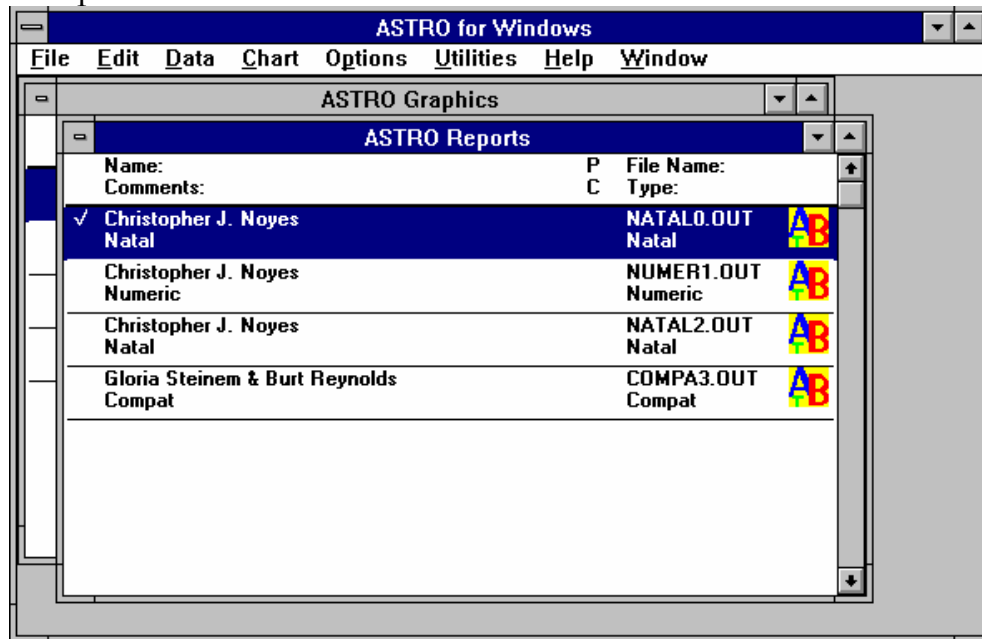 ASTRO for Windows
File Edit Data Chart Options Utilities Help Window
ASTRO Graphics
ASTRO Reports
Name: P File Name:
Comments: C Type:
✓ Christopher J. Noyes NATAL0.OUT
Natal Natal
Christopher J. Noyes NUMER1.OUT
Numeric Numeric
Christopher J. Noyes NATAL2.OUT
Natal Natal
Gloria Steinem & Burt Reynolds COMPA3.OUT
Compat Compat